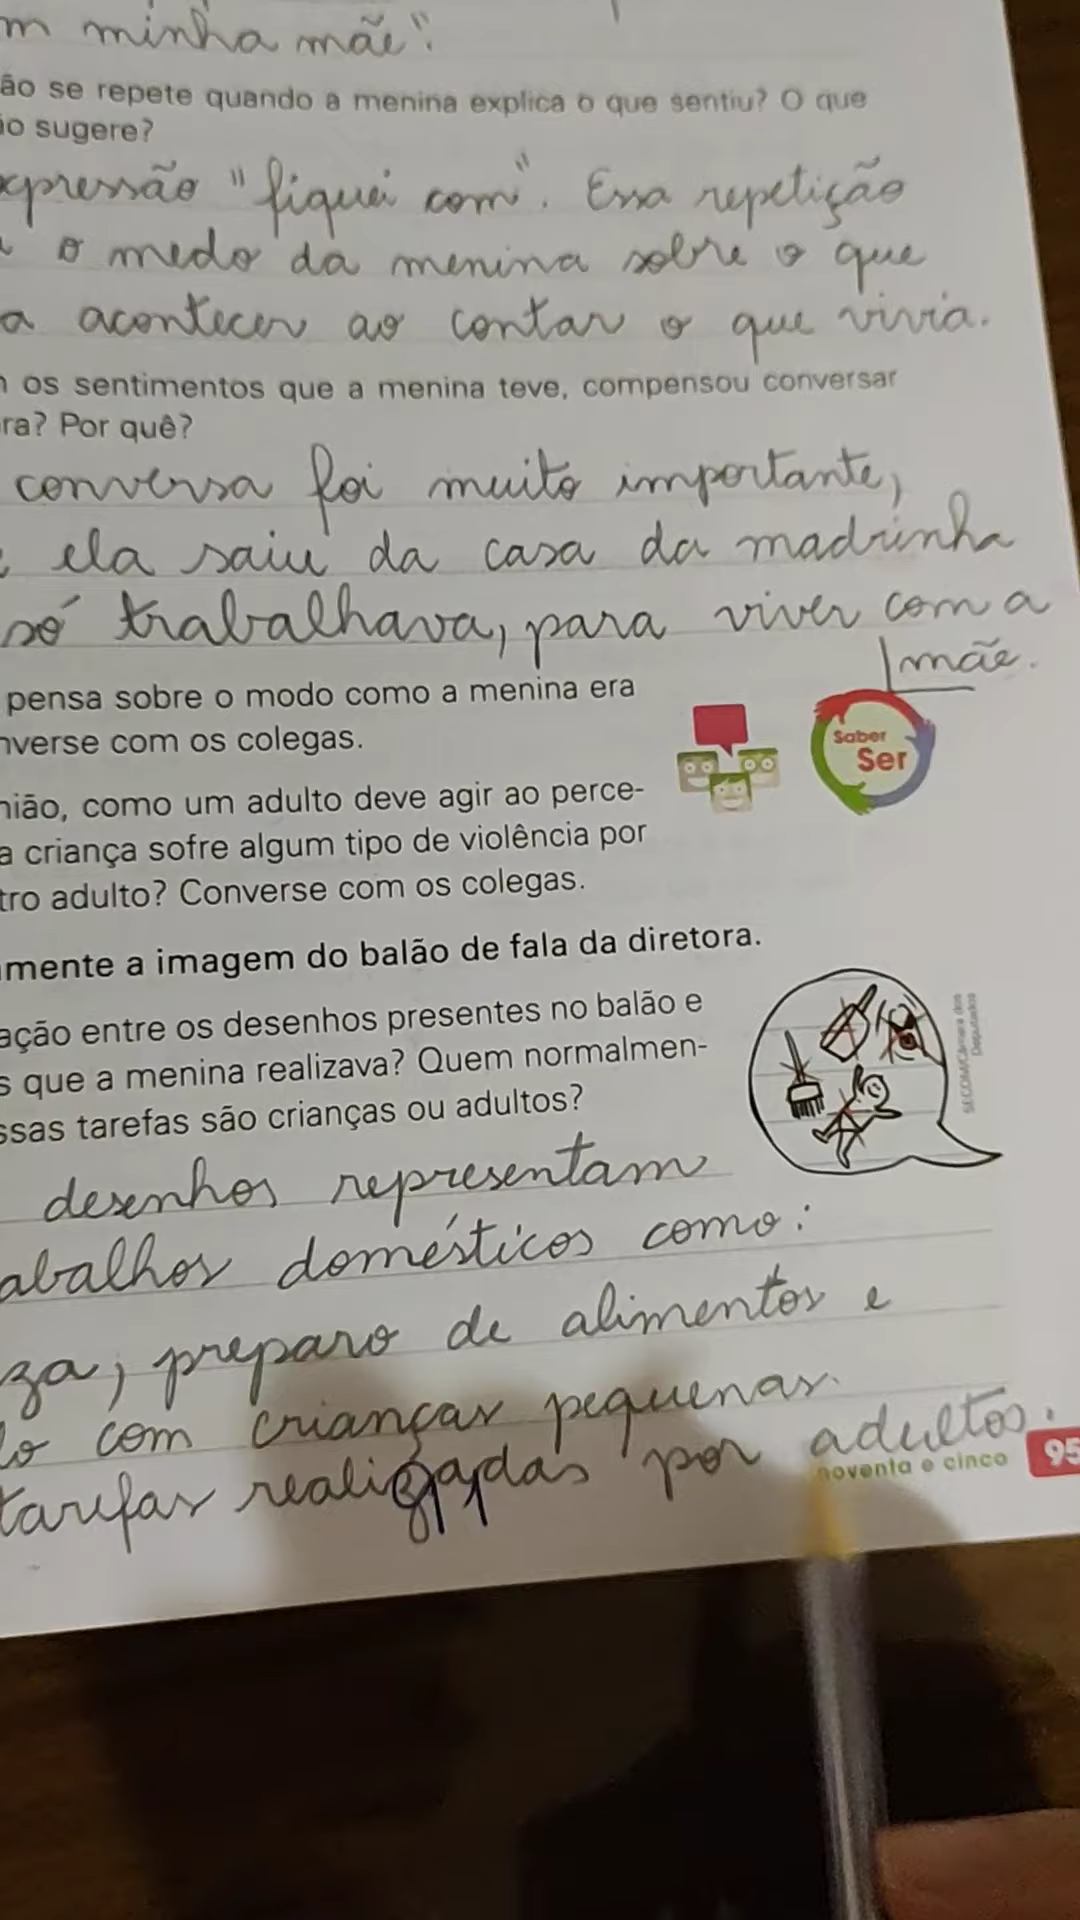 m minha mãe".
ão se repete quando a menina explica o que sentiu? O que
io sugere?
xpressão "fiquei com". Essa repetição
o medo da menina sobre o que
a acontecer ao contar o que vivia.
os sentimentos que a menina teve, compensou conversar
ra? Por quê?
conversa foi muito importante,
ela saiu da casa da madrinha
só trabalhava, para viver com a
mãe.
pensa sobre o modo como a menina era
nverse com os colegas.
Saber
Ser
nião, como um adulto deve agir ao perce-
a criança sofre algum tipo de violência por
tro adulto? Converse com os colegas.
mente a imagem do balão de fala da diretora.
ação entre os desenhos presentes no balão e
s que a menina realizava? Quem normalmen-
ssas tarefas são crianças ou adultos?
SECOM/Câmara dos
Deputados
desenhos representam
abalhos domésticos como:
za, preparo de alimentos e
do com crianças pequenas.
tarefas realizadas por adultos.
noventa e cinco 95